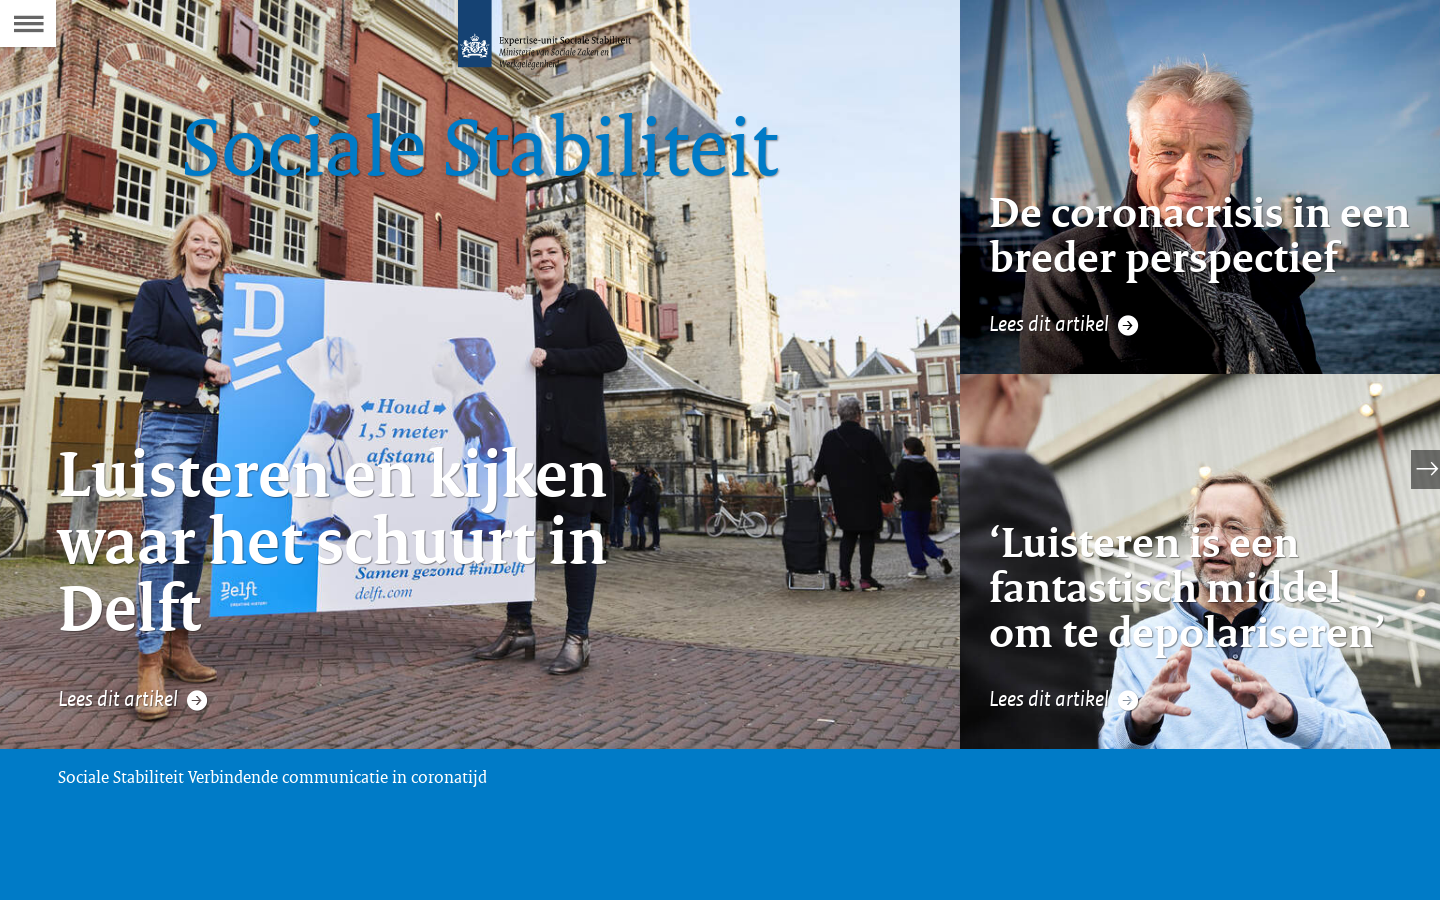 Expertise-unit Sociale Stabiliteit
Ministerie van Sociale Zaken en
Werkgelegenheid
Sociale Stabiliteit
D
Houd
1,5 meter
afstand
Samen gezond #inDelft
delft.com
Delft
CREATING HISTORY
Luisteren en kijken
waar het schuurt in
Delft
Lees dit artikel
De coronacrisis in een
breder perspectief
Lees dit artikel
‘Luisteren is een
fantastisch middel
om te depolariseren’
Lees dit artikel
Sociale Stabiliteit Verbindende communicatie in coronatijd